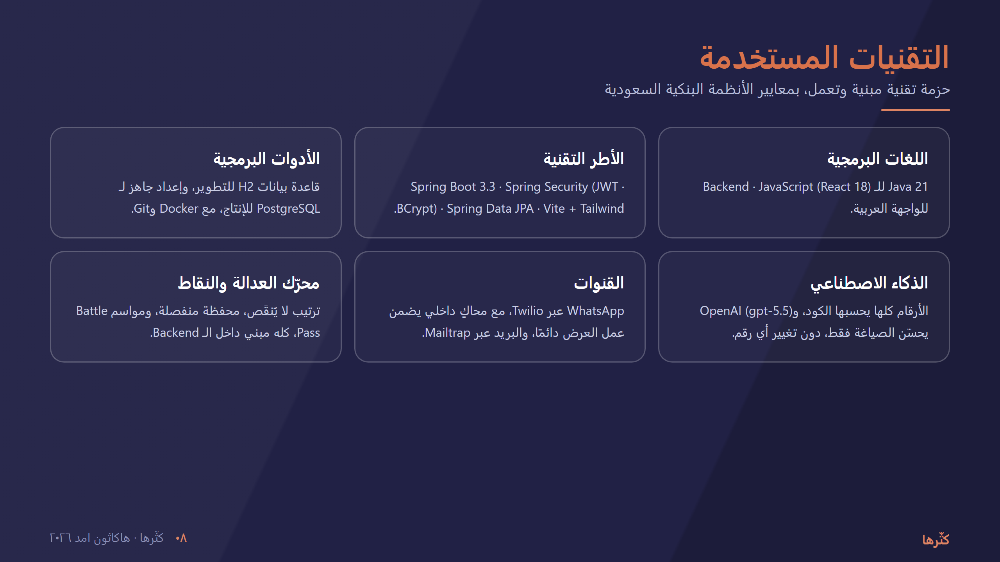 التقنيات المستخدمة
حزمة تقنية مبنية وتعمل، بمعايير الأنظمة البنكية السعودية
اللغات البرمجية
Java 21 للـ Backend · JavaScript (React 18)
للواجهة العربية.
الأطر التقنية
Spring Boot 3.3 · Spring Security (JWT ·
BCrypt) · Spring Data JPA · Vite + Tailwind.
الأدوات البرمجية
قاعدة بيانات H2 للتطوير، وإعداد جاهز لـ
PostgreSQL للإنتاج، مع Docker وGit.
الذكاء الاصطناعي
الأرقام كلها يحسبها الكود، وOpenAI (gpt-5.5)
يحسّن الصياغة فقط، دون تغيير أي رقم.
القنوات
WhatsApp عبر Twilio، مع محاكٍ داخلي يضمن
عمل العرض دائمًا، والبريد عبر Mailtrap.
محرّك العدالة والنقاط
ترتيب لا يُنقَص، محفظة منفصلة، ومواسم Battle
Pass، كله مبني داخل الـ Backend.
كثّرها
٠٨ كثّرها · هاكاثون امد ٢٠٢٦